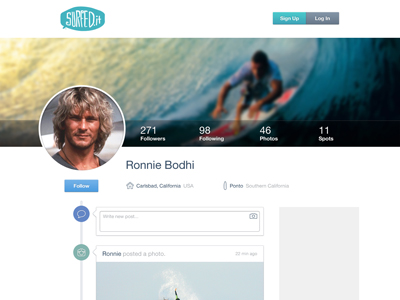 SURFED.it
Sign Up
Log In
271 98 46 11
Followers Following Photos Spots
Ronnie Bodhi
Follow
Carlsbad, California USA
Ponto Southern California
Write new post...
Ronnie posted a photo.
22 min ago